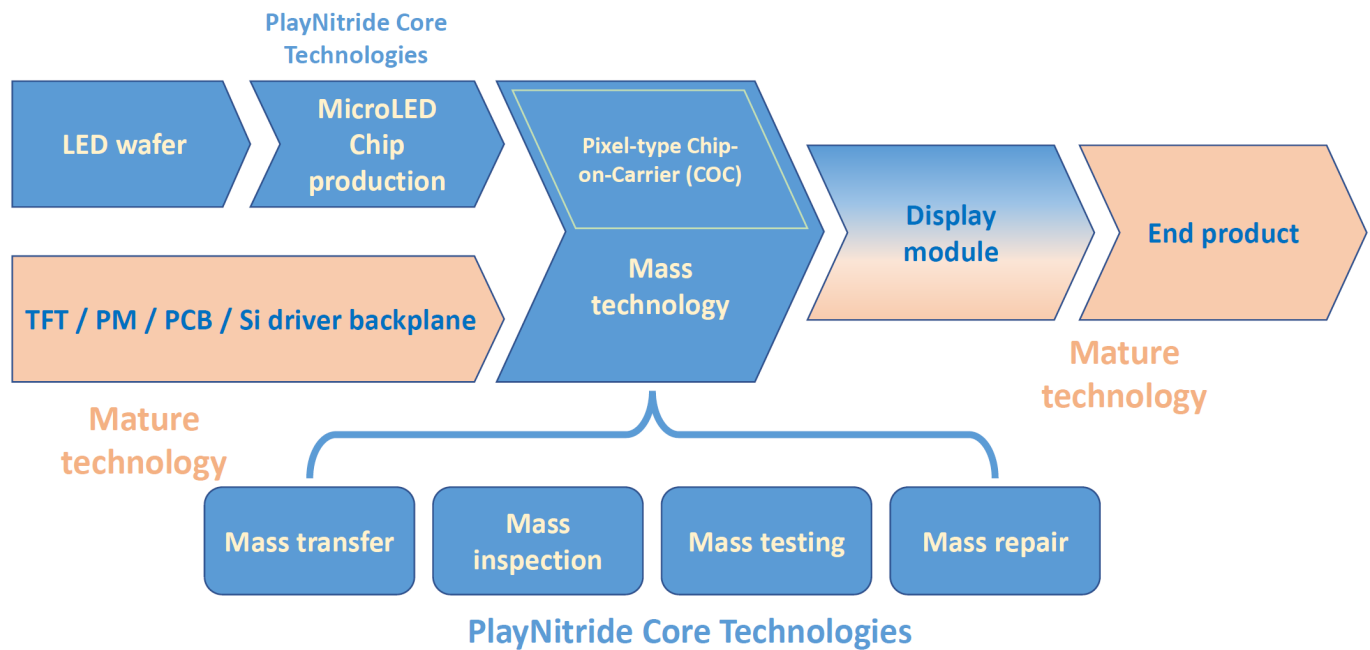 PlayNitride Core
Technologies
LED wafer
MicroLED
Chip
production
Pixel-type Chip-
on-Carrier (COC)
Mass
technology
Display
module
End product
TFT / PM / PCB / Si driver backplane
Mature
technology
Mature
technology
Mass transfer
Mass
inspection
Mass testing
Mass repair
PlayNitride Core Technologies